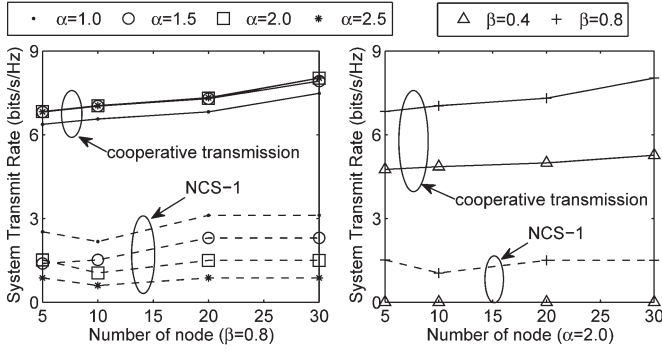 α=1.0 α=1.5 α=2.0 α=2.5
β=0.4 β=0.8
System Transmit Rate (bits/s/Hz)
9
6
3
0
cooperative transmission
NCS−1
5 10 15 20 25 30
Number of node (β=0.8)
System Transmit Rate (bits/s/Hz)
9
6
3
0
cooperative transmission
NCS−1
5 10 15 20 25 30
Number of node (α=2.0)